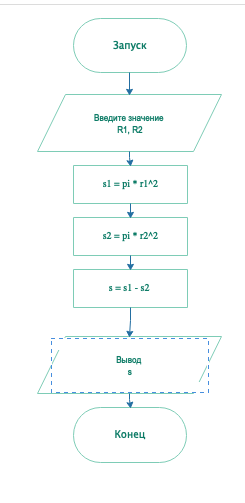 Запуск
Введите значение
R1, R2
s1 = pi * r1^2
s2 = pi * r2^2
s = s1 - s2
Вывод
s
Конец